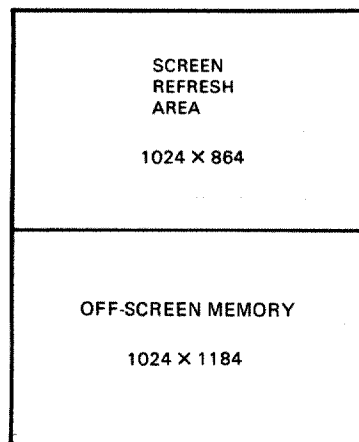 SCREEN
REFRESH
AREA
1024 × 864
OFF-SCREEN MEMORY
1024 × 1184